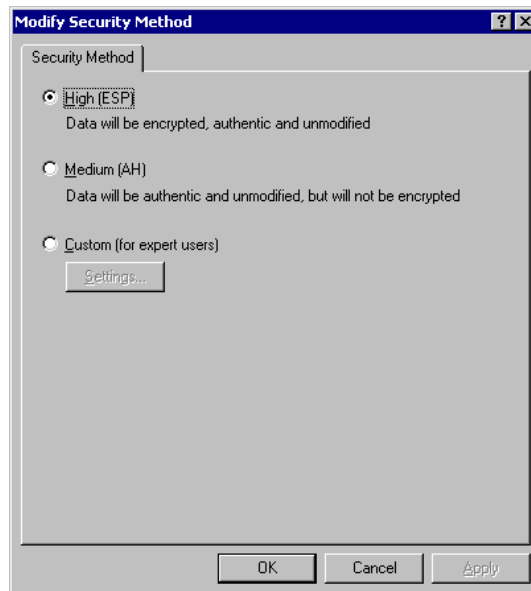 Modify Security Method
Security Method
High (ESP)
Data will be encrypted, authentic and unmodified
Medium (AH)
Data will be authentic and unmodified, but will not be encrypted
Custom (for expert users)
Settings...
OK Cancel Apply